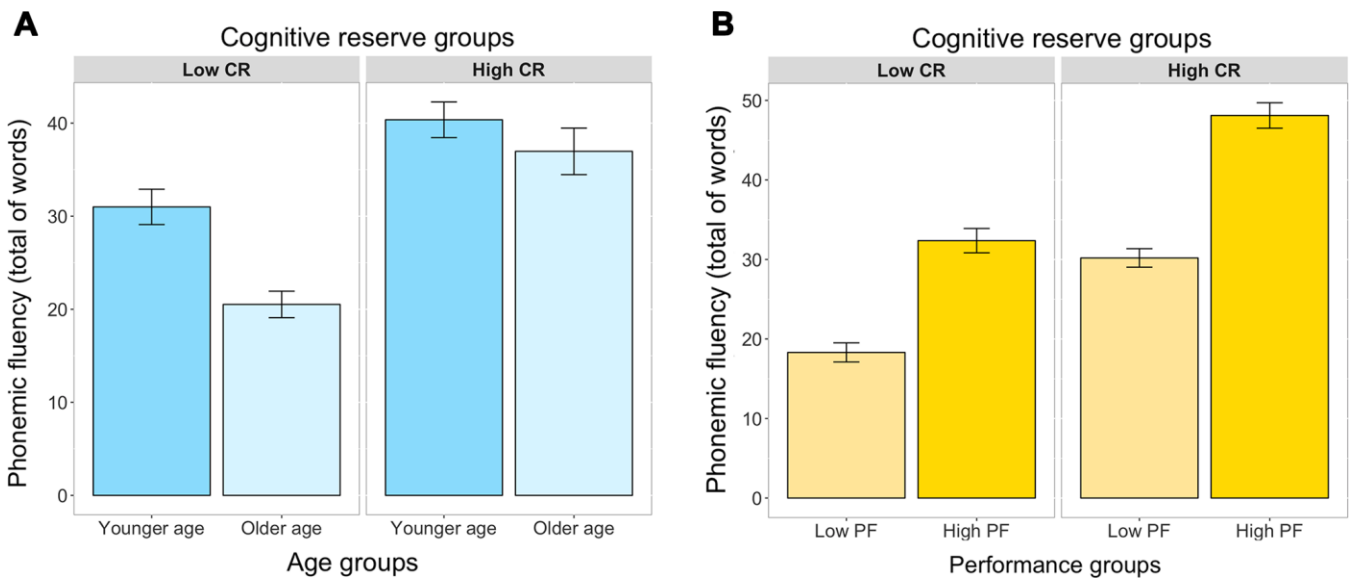 A
Cognitive reserve groups
Low CR
High CR
Phonemic fluency (total of words)
40
30
20
10
0
Younger age
Older age
Younger age
Older age
Age groups
B
Cognitive reserve groups
Low CR
High CR
Phonemic fluency (total of words)
50
40
30
20
10
0
Low PF
High PF
Low PF
High PF
Performance groups